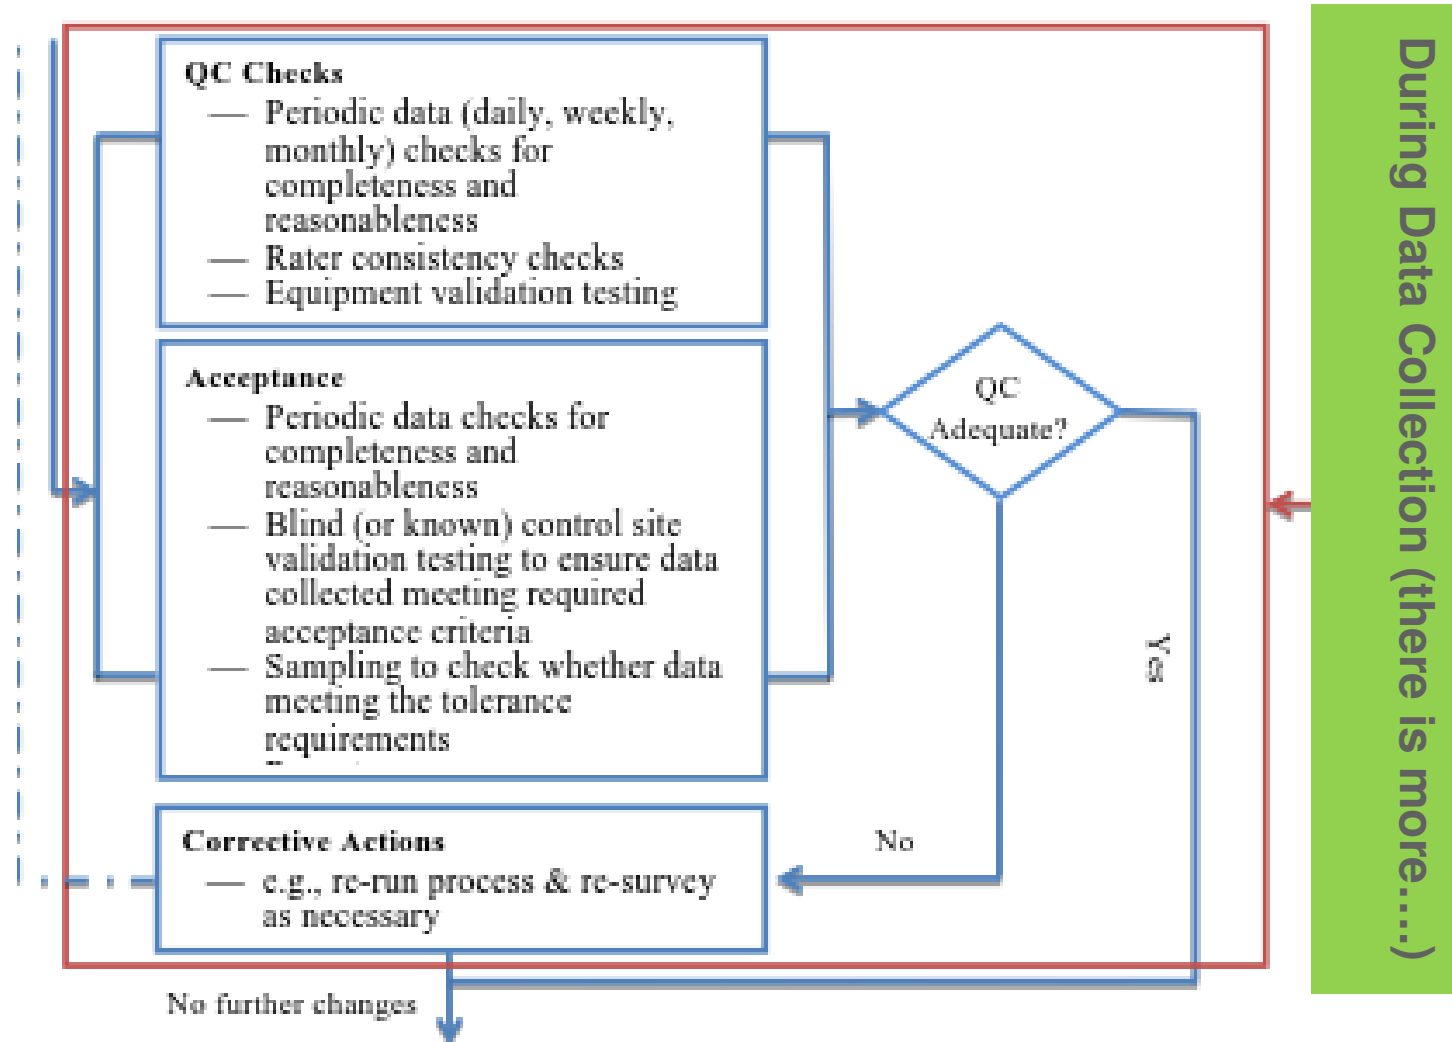 QC Checks
— Periodic data (daily, weekly,
monthly) checks for
completeness and
reasonableness
— Rater consistency checks
— Equipment validation testing
Acceptance
— Periodic data checks for
completeness and
reasonableness
— Blind (or known) control site
validation testing to ensure data
collected meeting required
acceptance criteria
— Sampling to check whether data
meeting the tolerance
requirements
QC
Adequate?
Yes
No
Corrective Actions
— e.g., re-run process & re-survey
as necessary
No further changes
During Data Collection (there is more....)